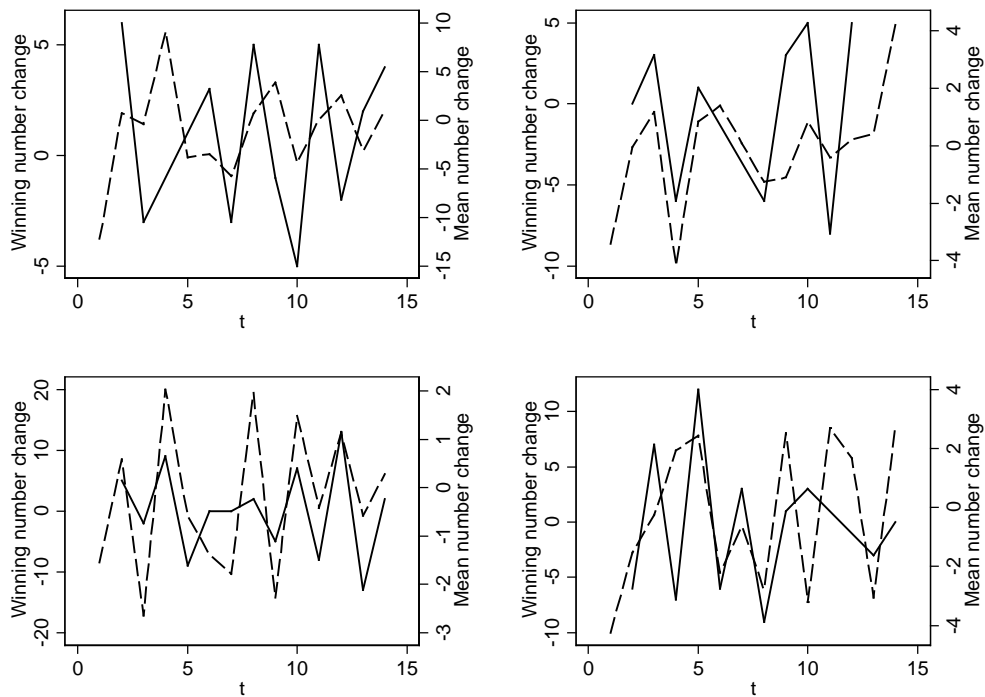 Winning number change
-5 0 5
Mean number change
-15 -10 -5 0 5 10
0 5 10 15
t
Winning number change
-10 -5 0 5
Mean number change
-4 -2 0 2 4
0 5 10 15
t
Winning number change
-20 -10 0 10 20
Mean number change
-3 -2 -1 0 1 2
0 5 10 15
t
Winning number change
-10 -5 0 5 10
Mean number change
-4 -2 0 2 4
0 5 10 15
t